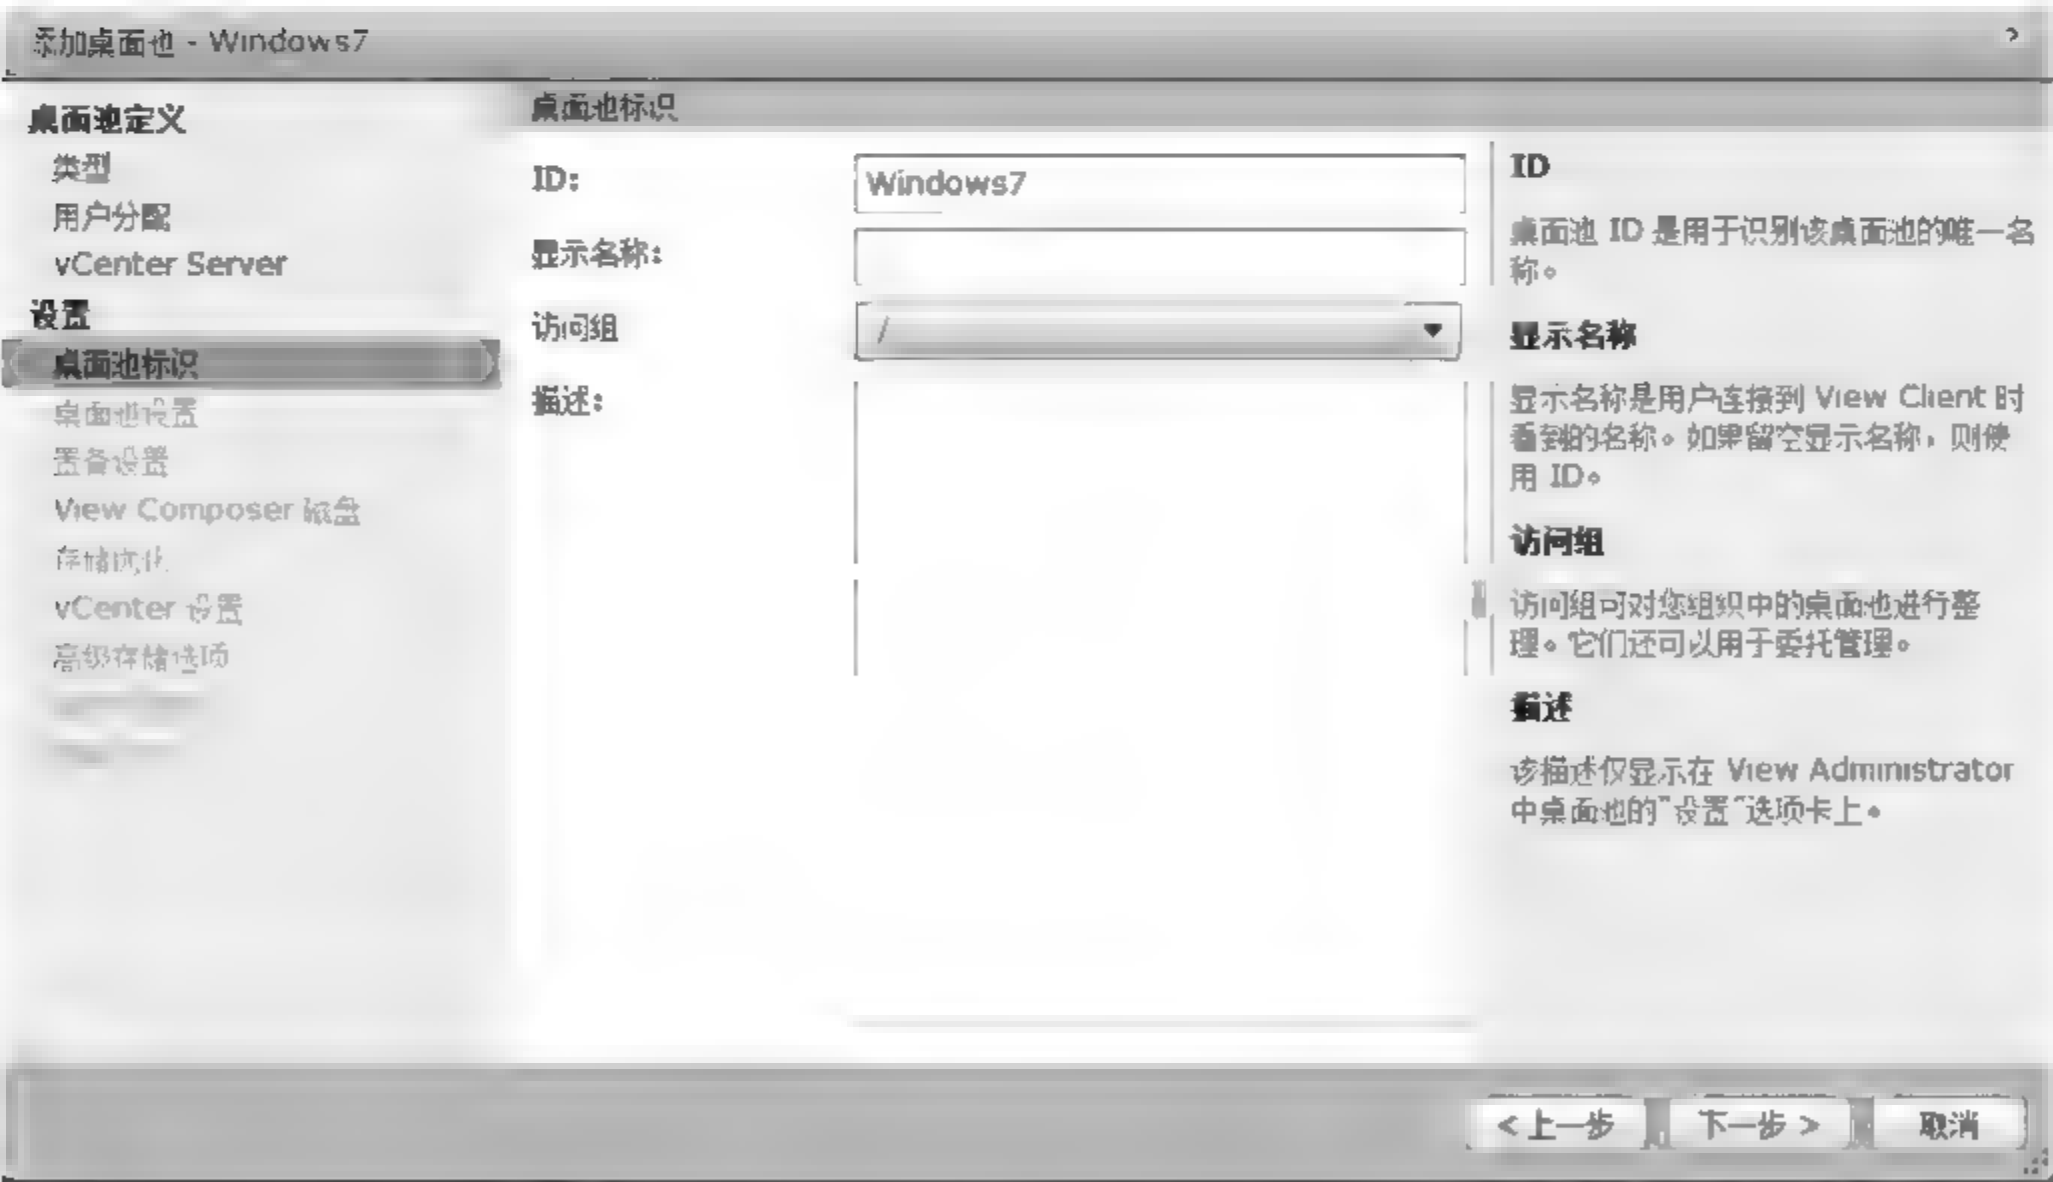 添加桌面池 - Windows7
?
桌面池定义
类型
用户分配
vCenter Server
设置
桌面池标识
桌面池设置
置备设置
View Composer 磁盘
存储优化
vCenter 设置
高级存储选项
桌面池标识
ID:
Windows7
显示名称:
访问组
/
描述:
ID
桌面池 ID 是用于识别该桌面池的唯一名
称。
显示名称
显示名称是用户连接到 View Client 时
看到的名称。如果留空显示名称，则使
用 ID。
访问组
访问组可对您组织中的桌面池进行整
理。它们还可以用于委托管理。
描述
该描述仅显示在 View Administrator
中桌面池的"设置"选项卡上。
< 上一步
下一步 >
取消